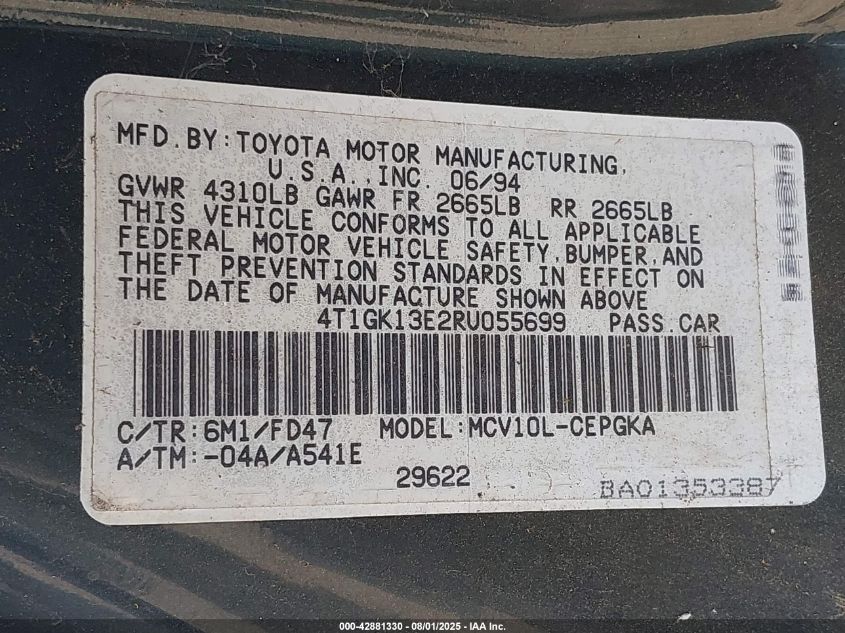 MFD.BY:TOYOTA MOTOR MANUFACTURING,
U.S.A.,INC. 06/94
GVWR 4310LB GAWR FR 2665LB RR 2665LB
THIS VEHICLE CONFORMS TO ALL APPLICABLE
FEDERAL MOTOR VEHICLE SAFETY,BUMPER,AND
THEFT PREVENTION STANDARDS IN EFFECT ON
THE DATE OF MANUFACTURE SHOWN ABOVE
4T1GK13E2RU055699 PASS.CAR
C/TR:6M1/FD47 MODEL:MCV10L-CEPGKA
A/TM:-04A/A541E
29622
BA01353387
000-42881330 - 08/01/2025 - IAA Inc.